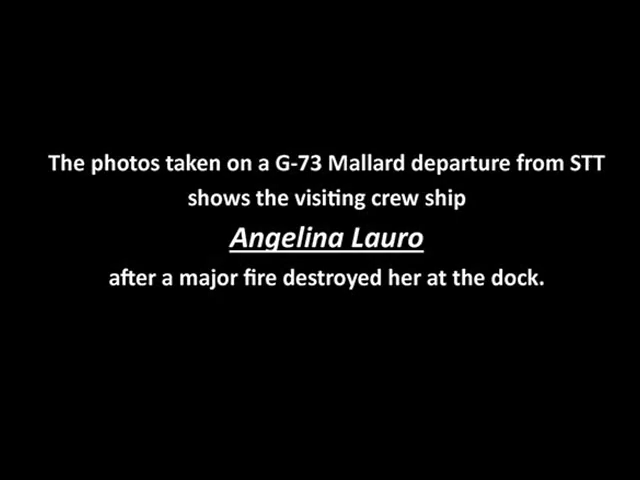 The photos taken on a G-73 Mallard departure from STT
shows the visiting crew ship
Angelina Lauro
after a major fire destroyed her at the dock.